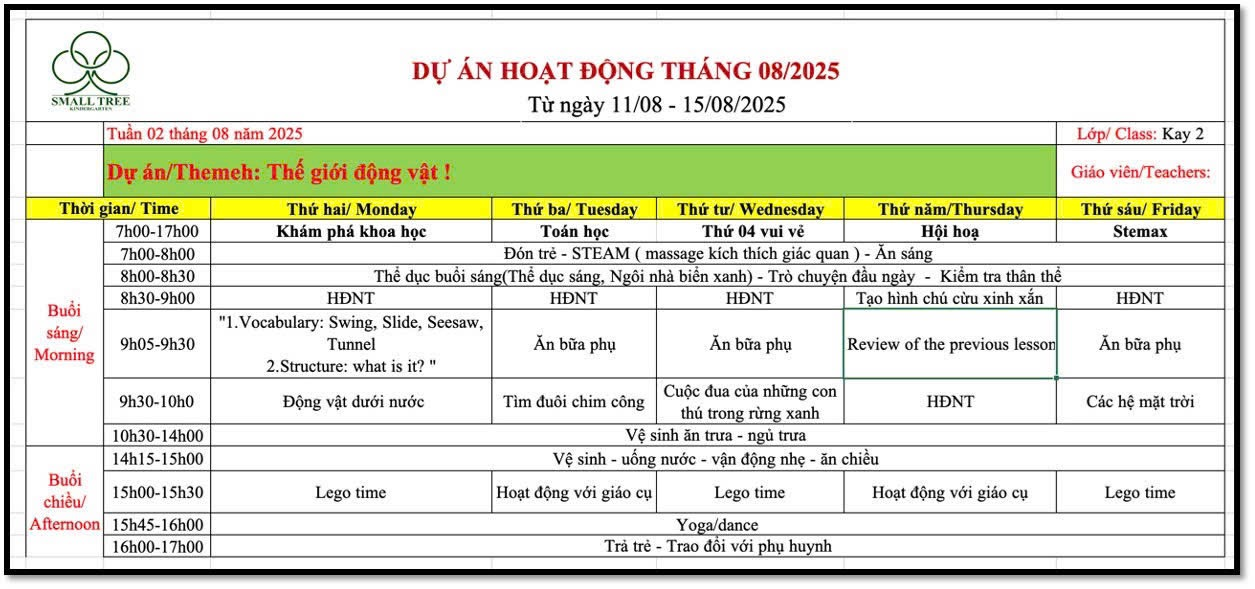 SMALL TREE
KINDERGARTEN
DỰ ÁN HOẠT ĐỘNG THÁNG 08/2025
Từ ngày 11/08 - 15/08/2025
Tuần 02 tháng 08 năm 2025
Lớp/ Class: Kay 2
Dự án/Themeh: Thế giới động vật !
Giáo viên/Teachers:
Thời gian/ Time
Thứ hai/ Monday
Thứ ba/ Tuesday
Thứ tư/ Wednesday
Thứ năm/Thursday
Thứ sáu/ Friday
Buổi
sáng/
Morning
7h00-17h00
Khám phá khoa học
Toán học
Thứ 04 vui vẻ
Hội hoạ
Stemax
7h00-8h00
Đón trẻ - STEAM ( massage kích thích giác quan ) - Ăn sáng
8h00-8h30
Thể dục buổi sáng(Thể dục sáng, Ngôi nhà biển xanh) - Trò chuyện đầu ngày - Kiểm tra thân thể
8h30-9h00
HĐNT
HĐNT
HĐNT
Tạo hình chú cừu xinh xắn
HĐNT
9h05-9h30
"1.Vocabulary: Swing, Slide, Seesaw,
Tunnel
2.Structure: what is it? "
Ăn bữa phụ
Ăn bữa phụ
Review of the previous lesson
Ăn bữa phụ
9h30-10h0
Động vật dưới nước
Tìm đuôi chim công
Cuộc đua của những con
thú trong rừng xanh
HĐNT
Các hệ mặt trời
10h30-14h00
Vệ sinh ăn trưa - ngủ trưa
Buổi
chiều/
Afternoon
14h15-15h00
Vệ sinh - uống nước - vận động nhẹ - ăn chiều
15h00-15h30
Lego time
Hoạt động với giáo cụ
Lego time
Hoạt động với giáo cụ
Lego time
15h45-16h00
Yoga/dance
16h00-17h00
Trả trẻ - Trao đổi với phụ huynh